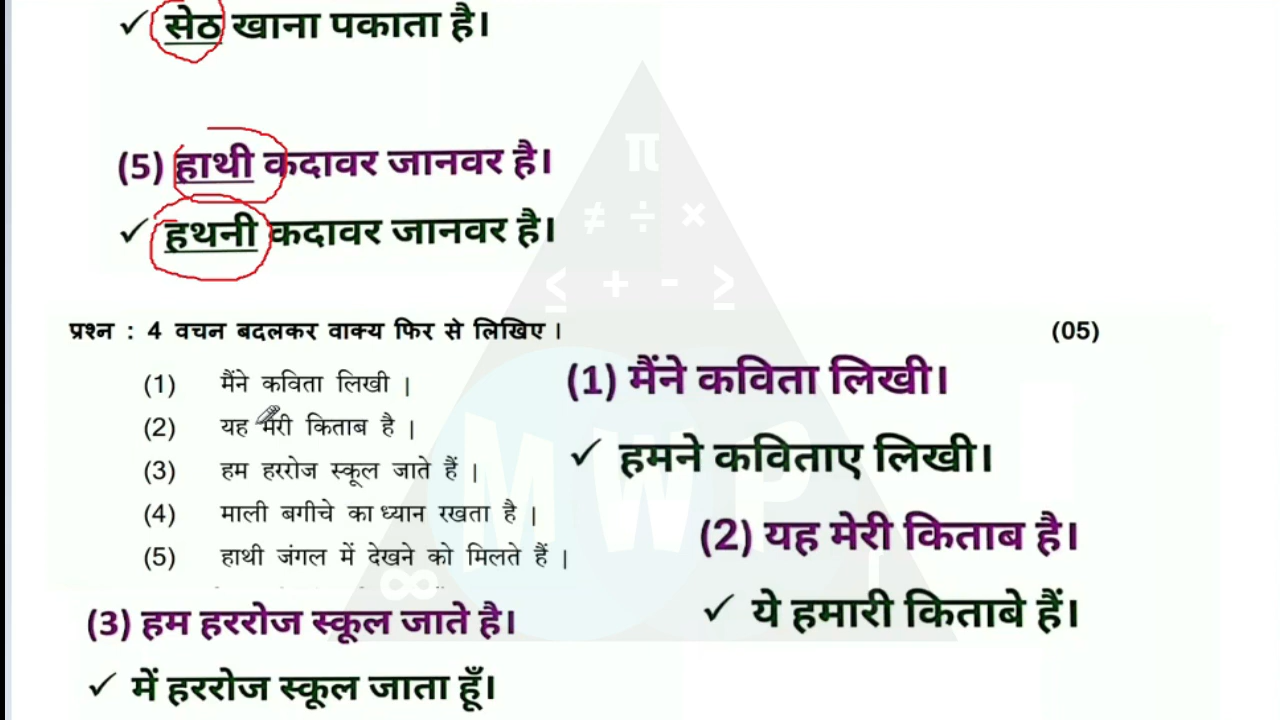 ✓ सेठ खाना पकाता है।
(5) हाथी कदावर जानवर है।
✓ हथनी कदावर जानवर है।
π
≠ ÷ ×
≤ + - ≥
प्रश्न : 4 वचन बदलकर वाक्य फिर से लिखिए । (05)
(1) मैंने कविता लिखी |
(2) यह मेरी किताब है |
(3) हम हररोज स्कूल जाते हैं |
(4) माली बगीचे का ध्यान रखता है |
(5) हाथी जंगल में देखने को मिलते हैं |
(1) मैंने कविता लिखी।
✓ हमने कविताए लिखी।
(2) यह मेरी किताब है।
✓ ये हमारी किताबे हैं।
MWP
∞
(3) हम हररोज स्कूल जाते है।
✓ में हररोज स्कूल जाता हूँ।